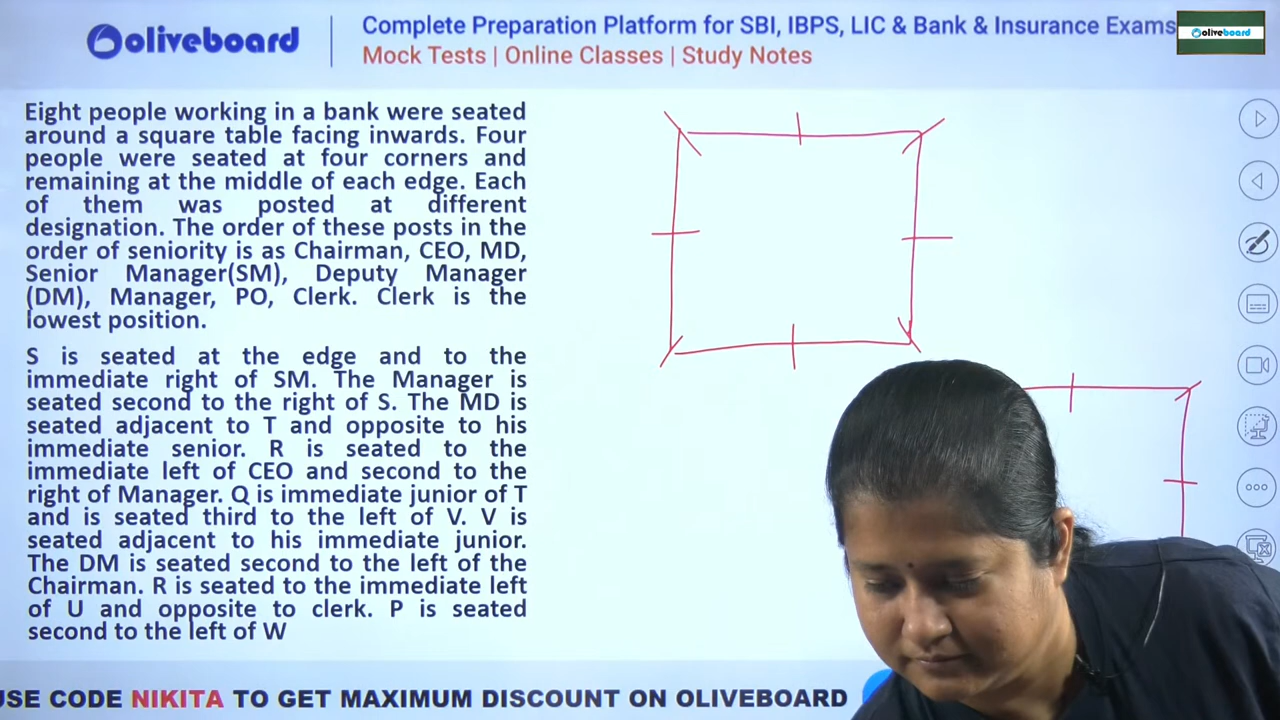 oliveboard
Complete Preparation Platform for SBI, IBPS, LIC & Bank & Insurance Exams
Mock Tests | Online Classes | Study Notes
oliveboard
Eight people working in a bank were seated
around a square table facing inwards. Four
people were seated at four corners and
remaining at the middle of each edge. Each
of them was posted at different
designation. The order of these posts in the
order of seniority is as Chairman, CEO, MD,
Senior Manager(SM), Deputy Manager
(DM), Manager, PO, Clerk. Clerk is the
lowest position.
S is seated at the edge and to the
immediate right of SM. The Manager is
seated second to the right of S. The MD is
seated adjacent to T and opposite to his
immediate senior. R is seated to the
immediate left of CEO and second to the
right of Manager. Q is immediate junior of T
and is seated third to the left of V. V is
seated adjacent to his immediate junior.
The DM is seated second to the left of the
Chairman. R is seated to the immediate left
of U and opposite to clerk. P is seated
second to the left of W
USE CODE NIKITA TO GET MAXIMUM DISCOUNT ON OLIVEBOARD